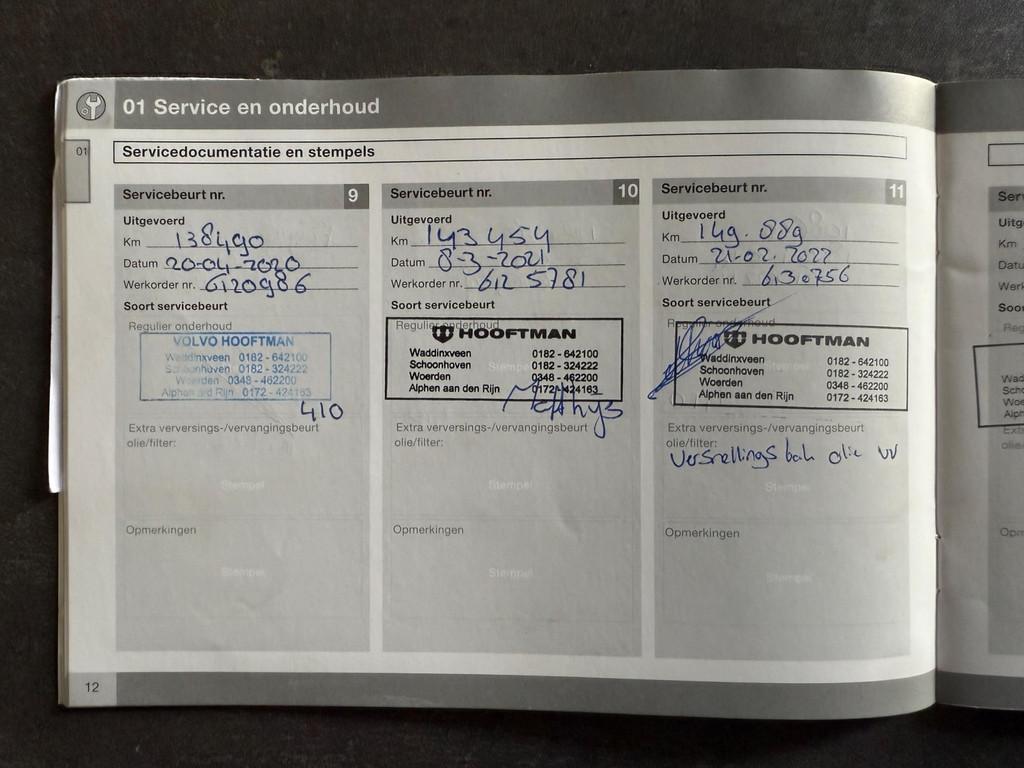 01 Service en onderhoud
01
Servicedocumentatie en stempels
Servicebeurt nr. 9
Uitgevoerd
Km 138490
Datum 20-04-2020
Werkorder nr. 6120986
Soort servicebeurt
Regulier onderhoud
VOLVO HOOFTMAN
Waddinxveen 0182 - 642100
Schoonhoven 0182 - 324222
Woerden 0348 - 462200
Alphen a/d Rijn 0172 - 424163
410
Extra verversings-/vervangingsbeurt
olie/filter:
Stempel
Opmerkingen
Stempel
Servicebeurt nr. 10
Uitgevoerd
Km 143454
Datum 8-3-2021
Werkorder nr. 612 5781
Soort servicebeurt
Regulier onderhoud
HOOFTMAN
Waddinxveen 0182 - 642100
Schoonhoven 0182 - 324222
Woerden 0348 - 462200
Alphen aan den Rijn 0172 - 424163
Extra verversings-/vervangingsbeurt
olie/filter:
Stempel
Opmerkingen
Stempel
Servicebeurt nr. 11
Uitgevoerd
Km 149.889
Datum 21-02-2022
Werkorder nr. 6130756
Soort servicebeurt
Regulier onderhoud
HOOFTMAN
Waddinxveen 0182 - 642100
Schoonhoven 0182 - 324222
Woerden 0348 - 462200
Alphen aan den Rijn 0172 - 424163
Extra verversings-/vervangingsbeurt
olie/filter:
Versnellingsbak olie vv
Stempel
Opmerkingen
Stempel
12
Uitg
Km
Datu
Werk
Soor